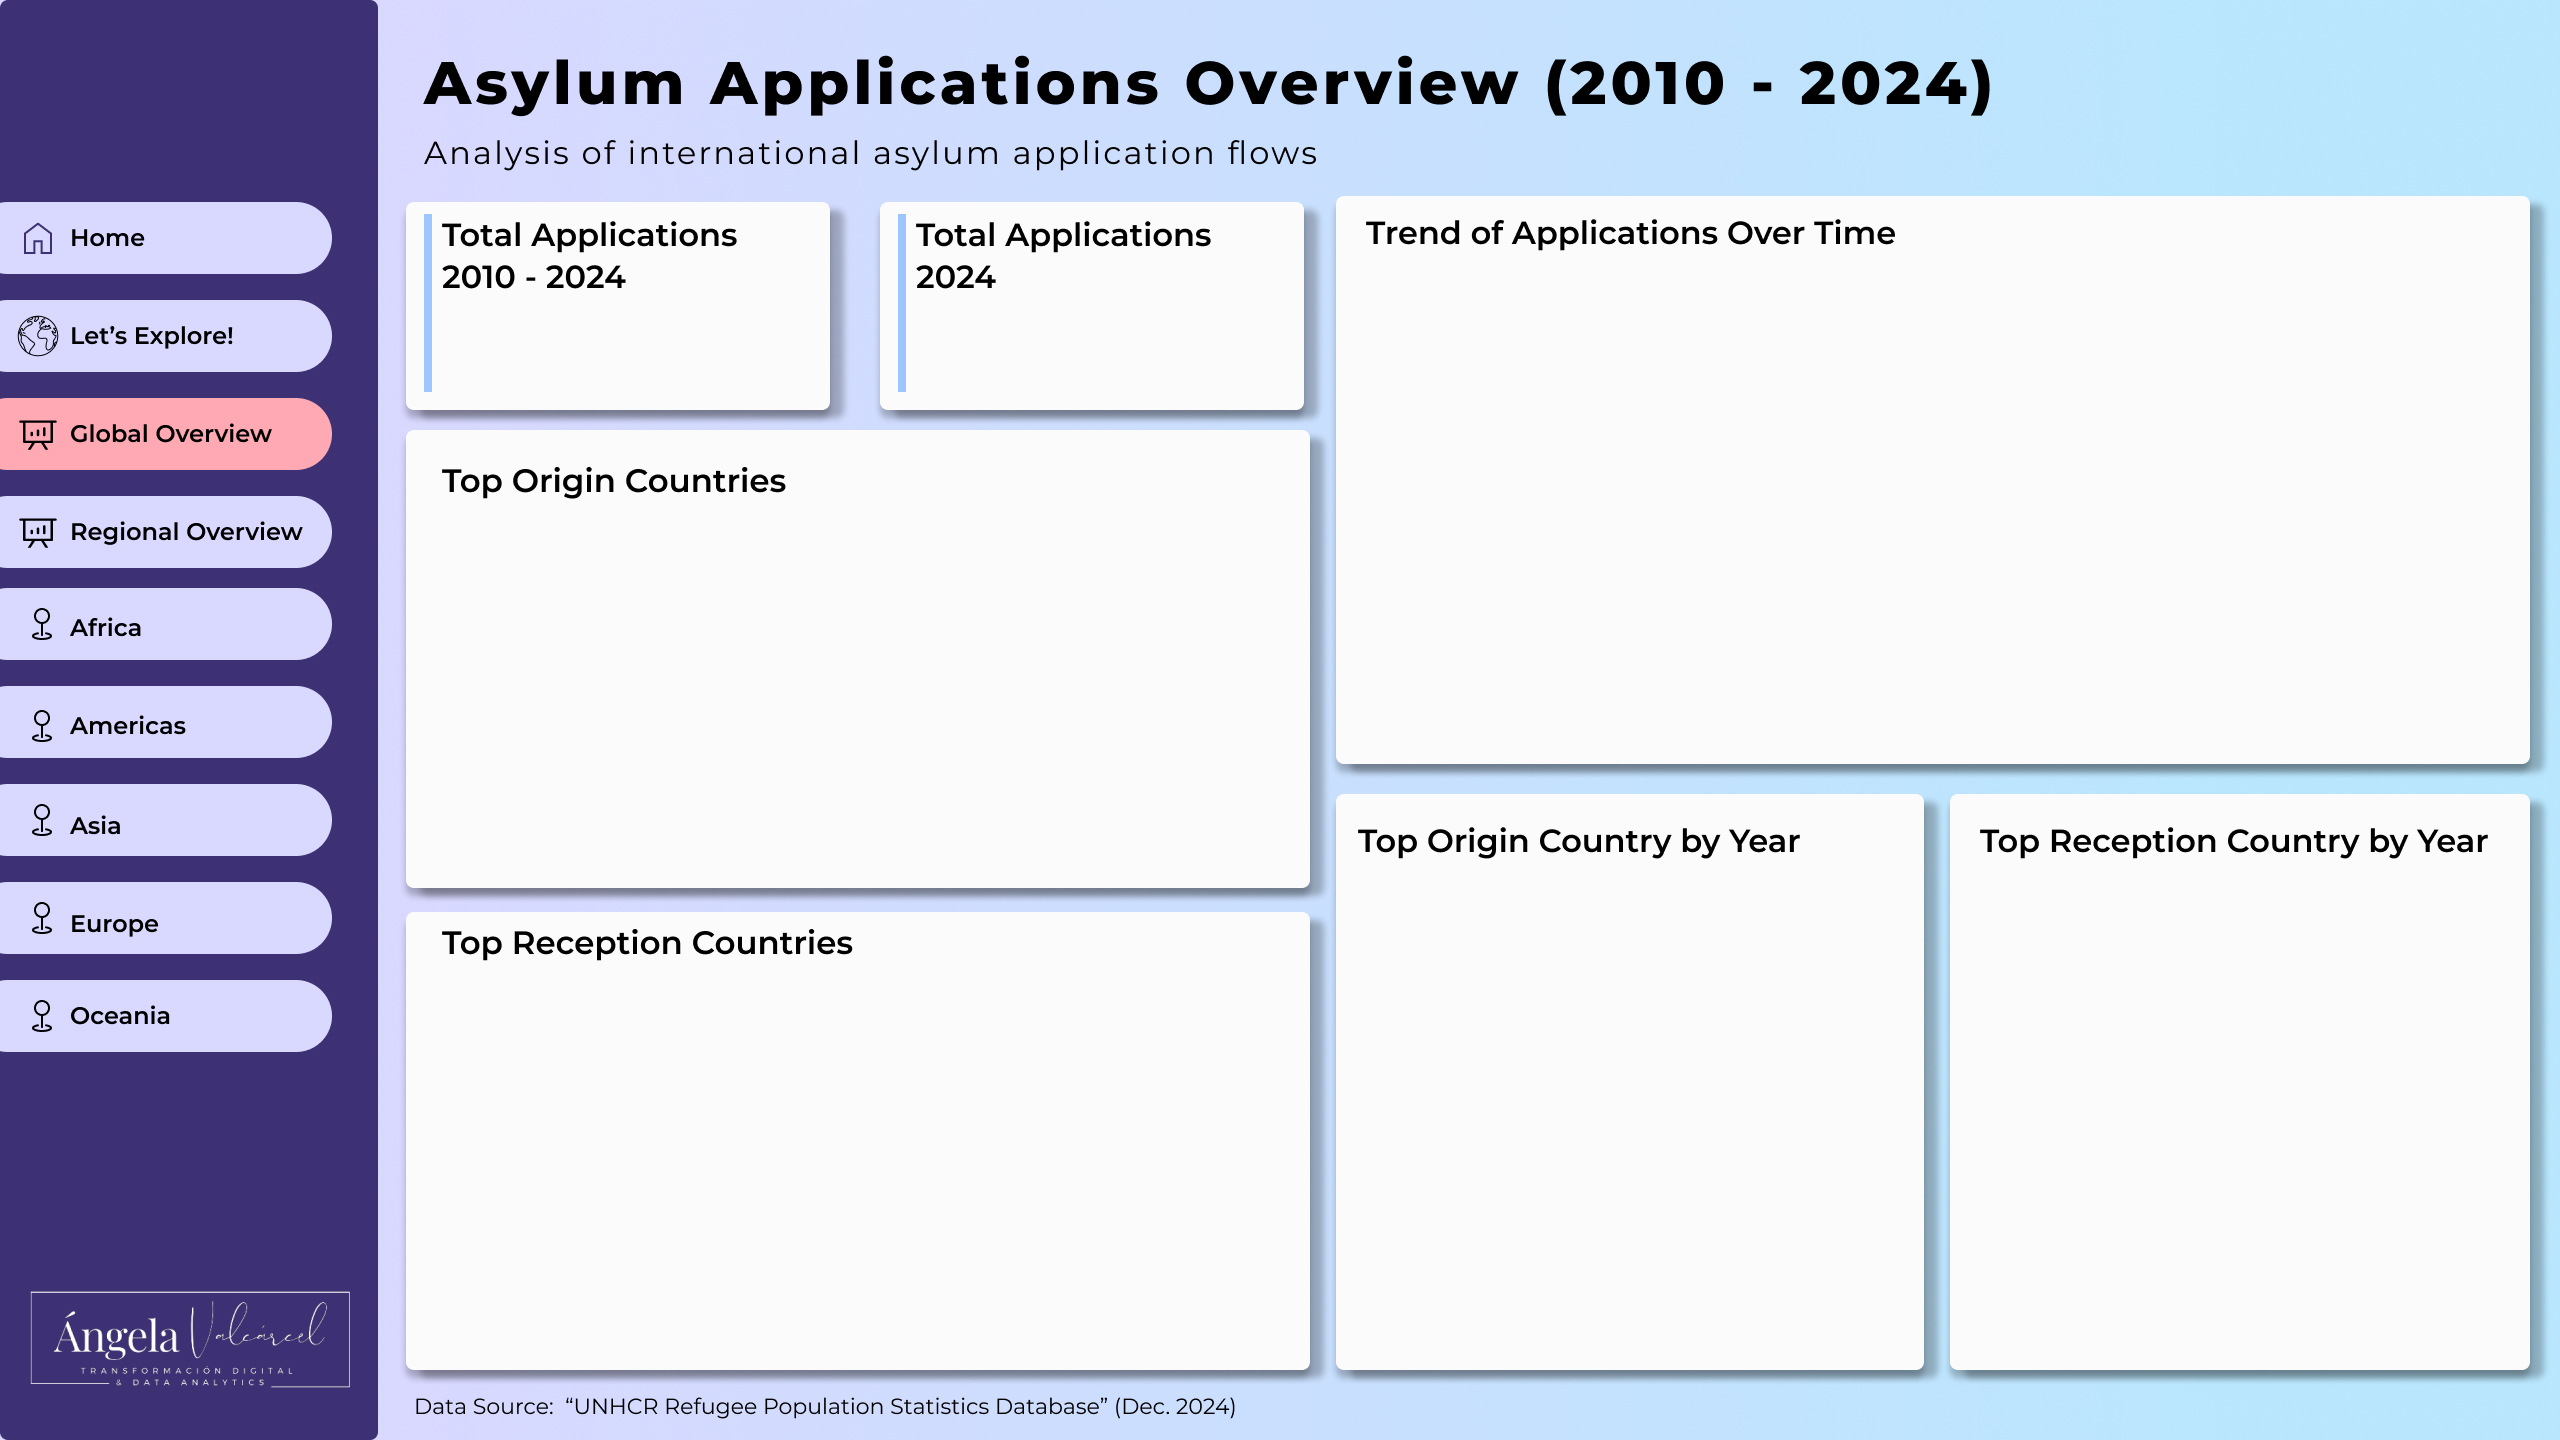 Asylum Applications Overview (2010 - 2024)
Analysis of international asylum application flows
Home
Let’s Explore!
Global Overview
Regional Overview
Africa
Americas
Asia
Europe
Oceania
Ángela Valcárcel
TRANSFORMACIÓN DIGITAL
& DATA ANALYTICS
Total Applications
2010 - 2024
Total Applications
2024
Trend of Applications Over Time
Top Origin Countries
Top Reception Countries
Top Origin Country by Year
Top Reception Country by Year
Data Source: “UNHCR Refugee Population Statistics Database” (Dec. 2024)